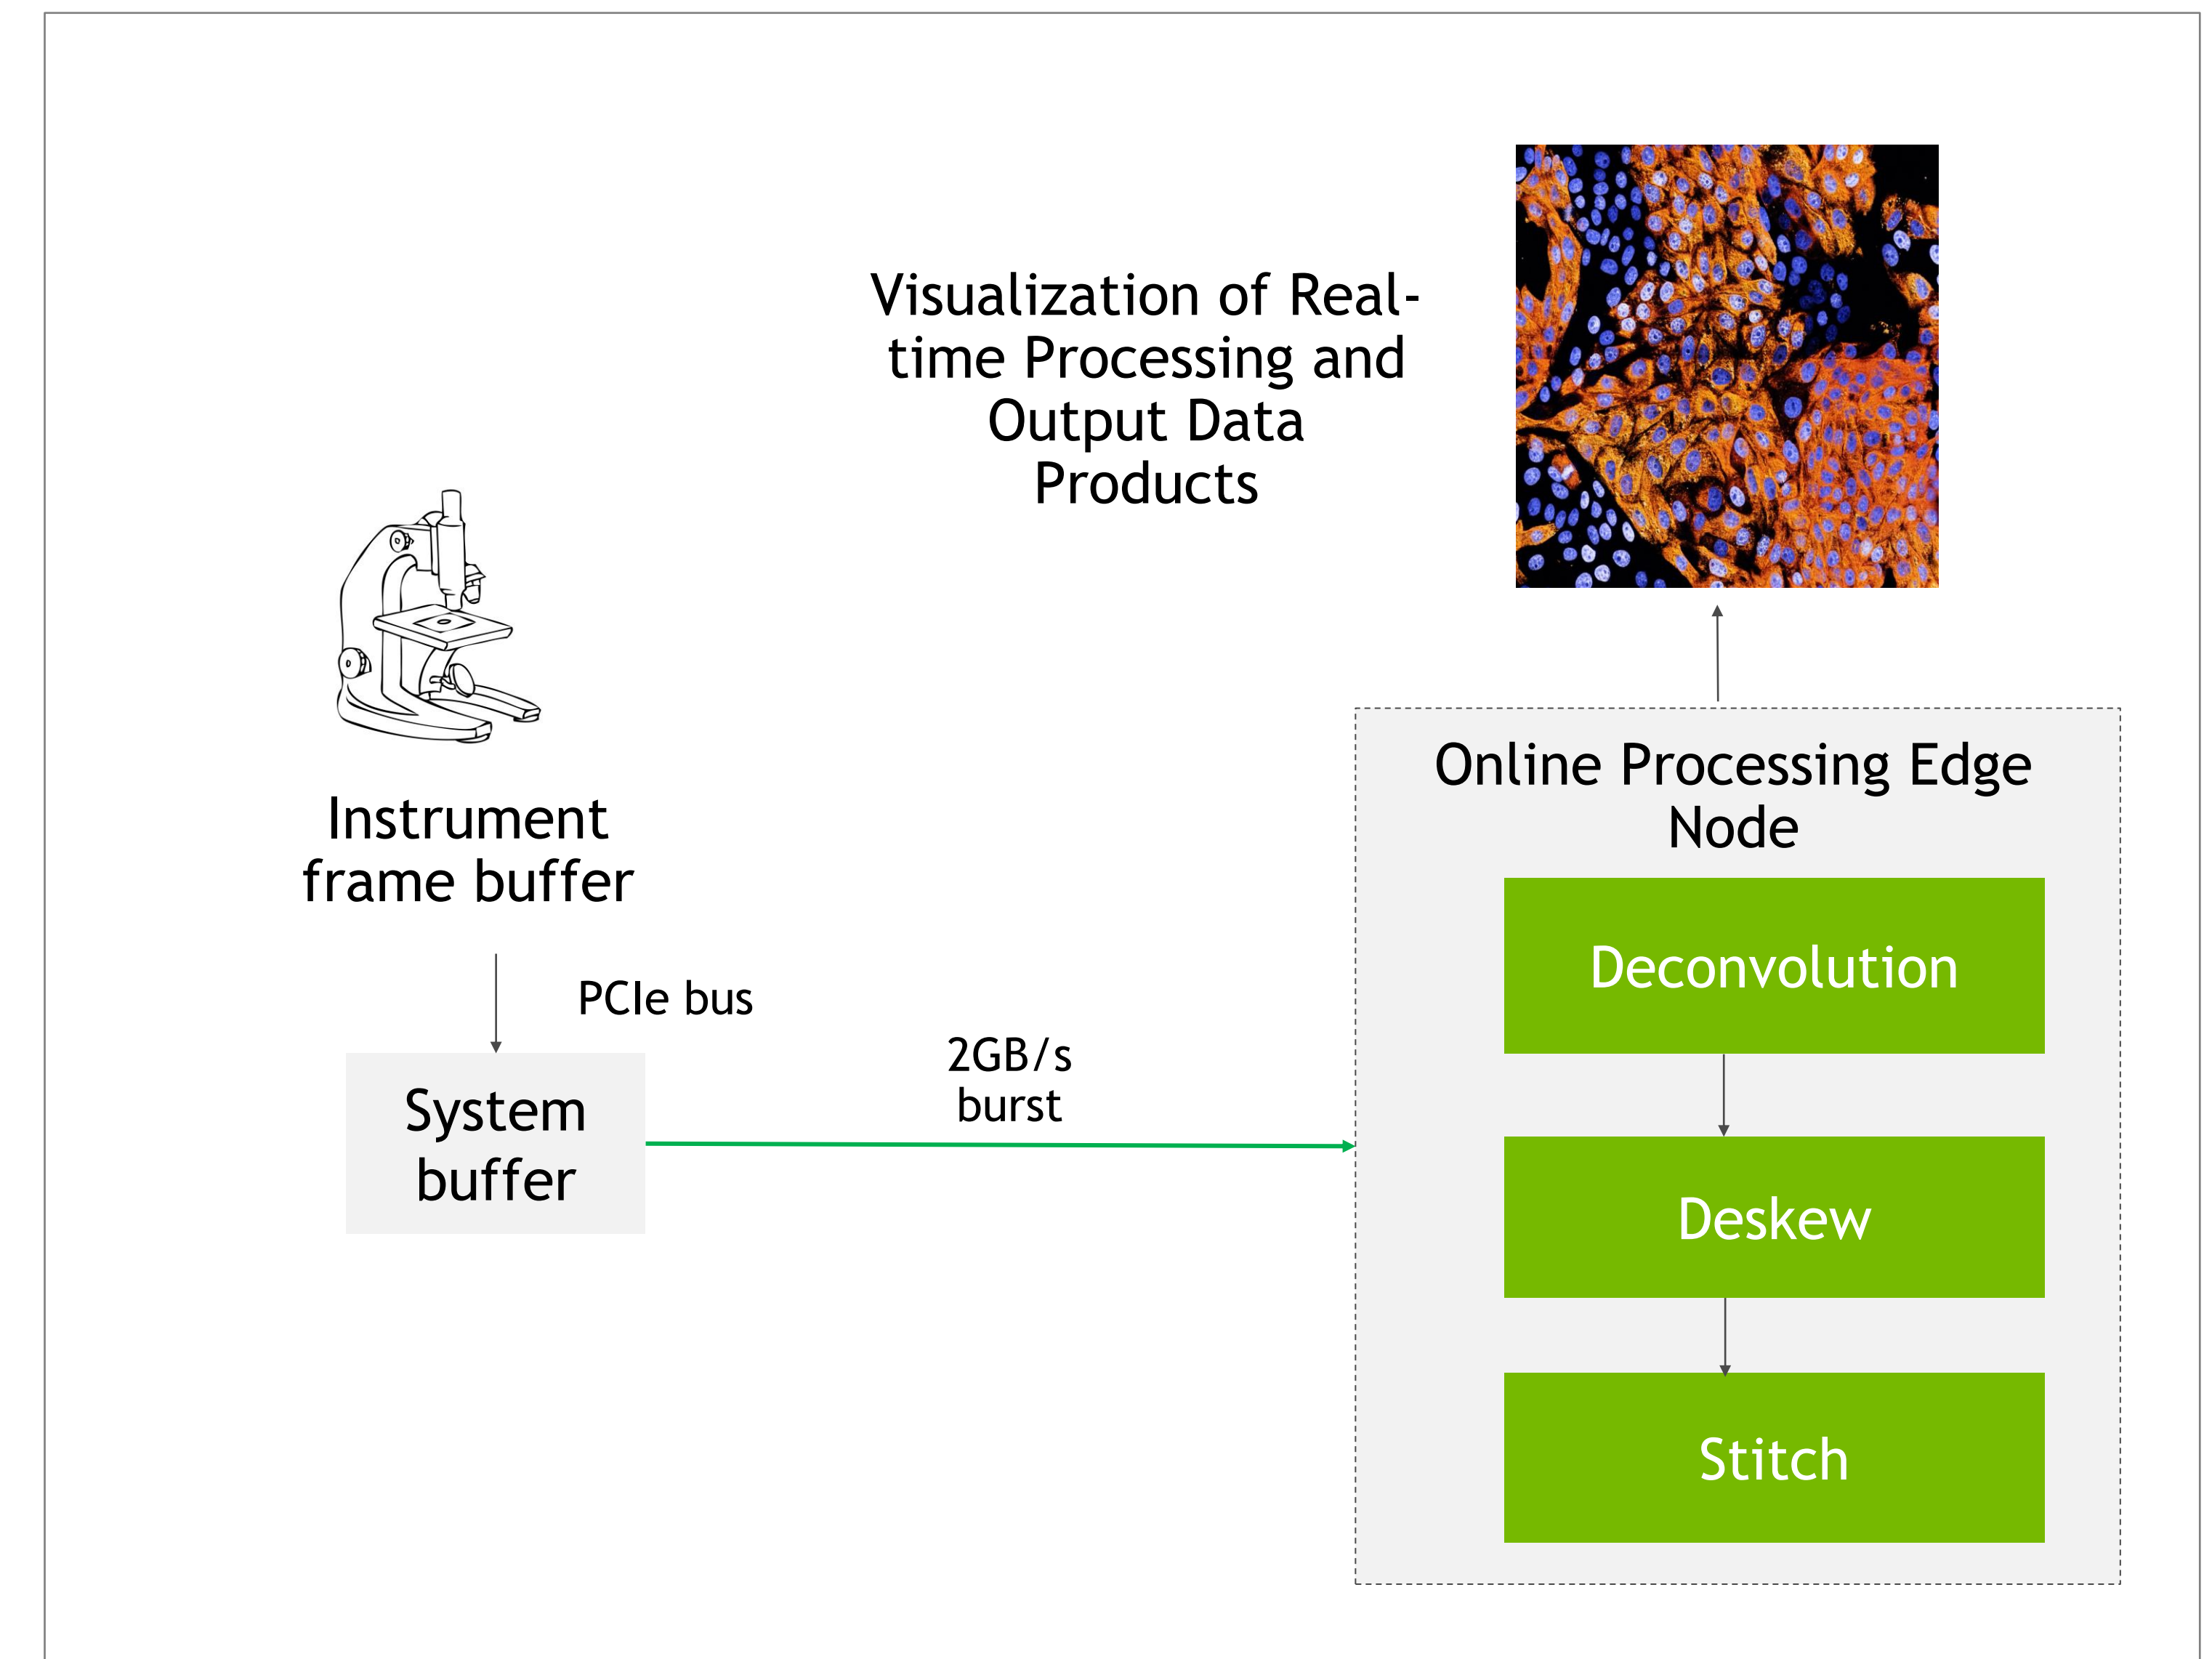 Visualization of Real-
time Processing and
Output Data
Products
Instrument
frame buffer
PCIe bus
System
buffer
2GB/s
burst
Online Processing Edge
Node
Deconvolution
Deskew
Stitch